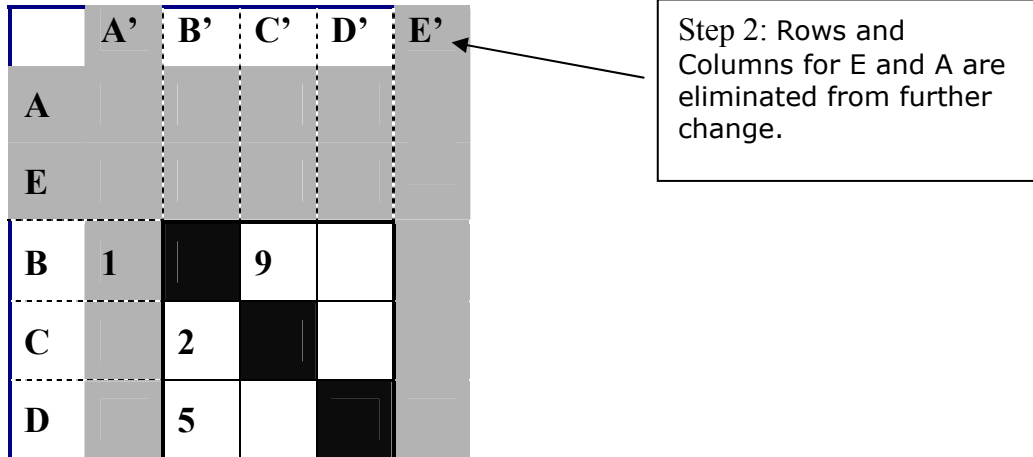 A’ B’ C’ D’ E’
A
E
B 1 9
C 2
D 5
Step 2: Rows and
Columns for E and A are
eliminated from further
change.